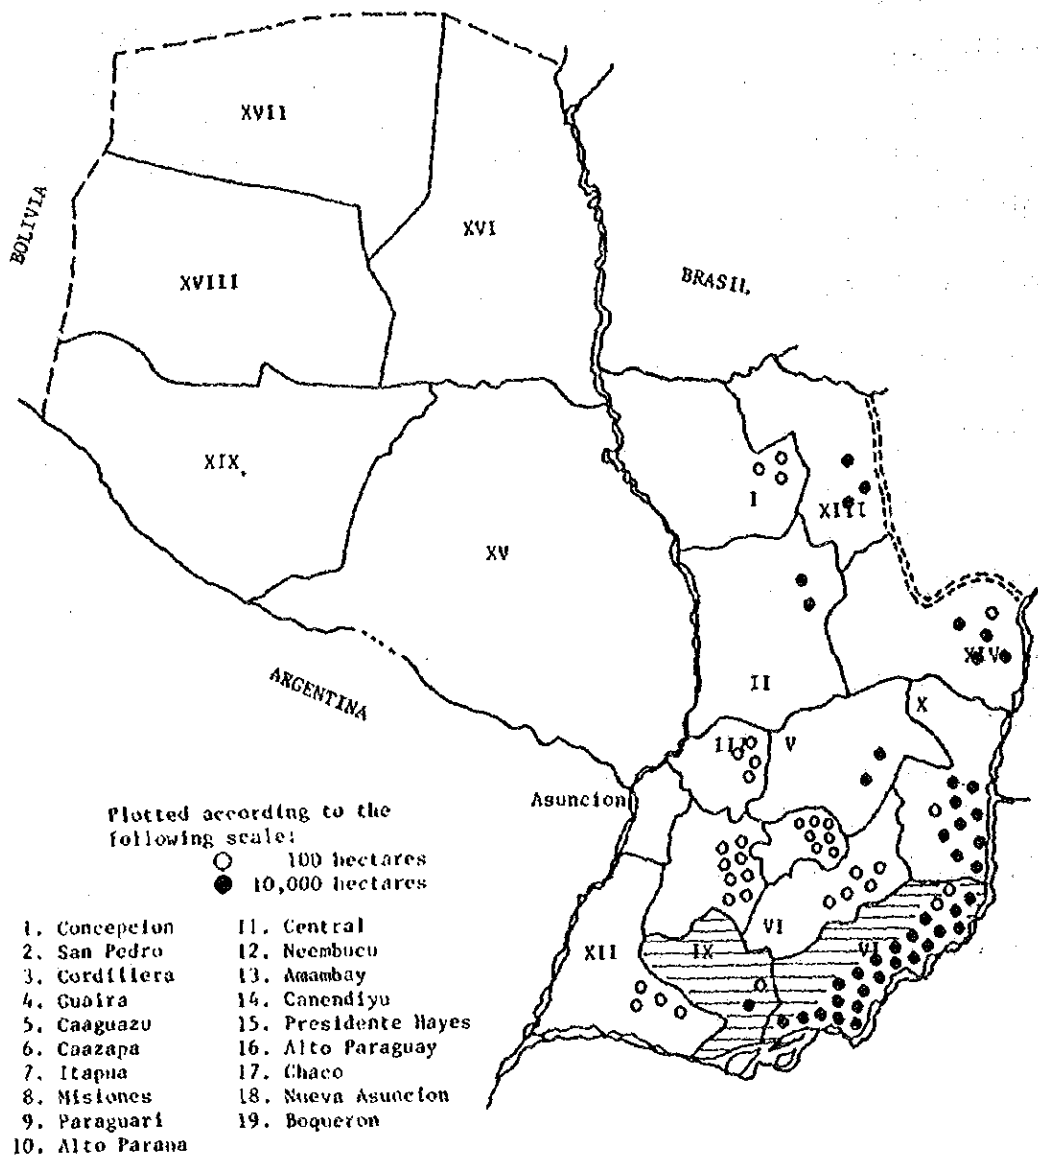 XVII
BOLIVIA
XVI
XVIII
BRASIL
XIX
I
XIII
XV
XIV
II
ARGENTINA
X
III
V
Asuncion
Plotted according to the
following scale:
100 hectares
10,000 hectares
VI
VI
XII
IX
1. Concepcion
2. San Pedro
3. Cordillera
4. Guaira
5. Caaguazu
6. Caazapa
7. Itapua
8. Misiones
9. Paraguari
10. Alto Parana
11. Central
12. Neembucu
13. Amambay
14. Canendiyu
15. Presidente Hayes
16. Alto Paraguay
17. Chaco
18. Nueva Asuncion
19. Boqueron